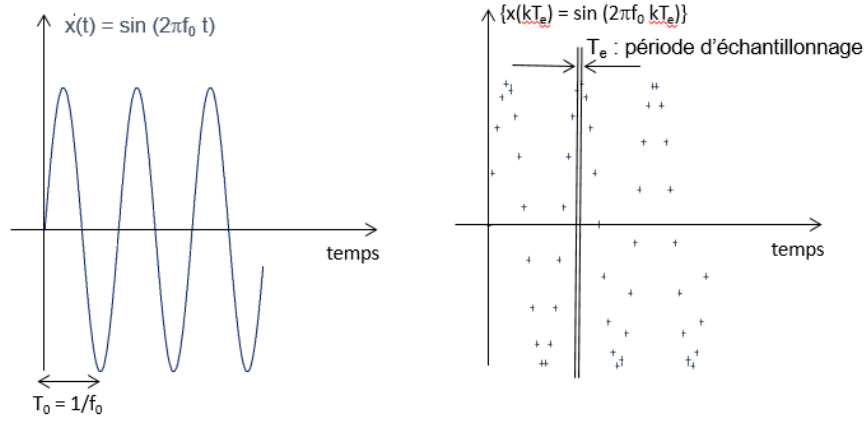 x(t) = sin (2πf₀ t)
temps
T₀ = 1/f₀
{x(kTₑ) = sin (2πf₀ kTₑ)}
Tₑ : période d’échantillonnage
temps